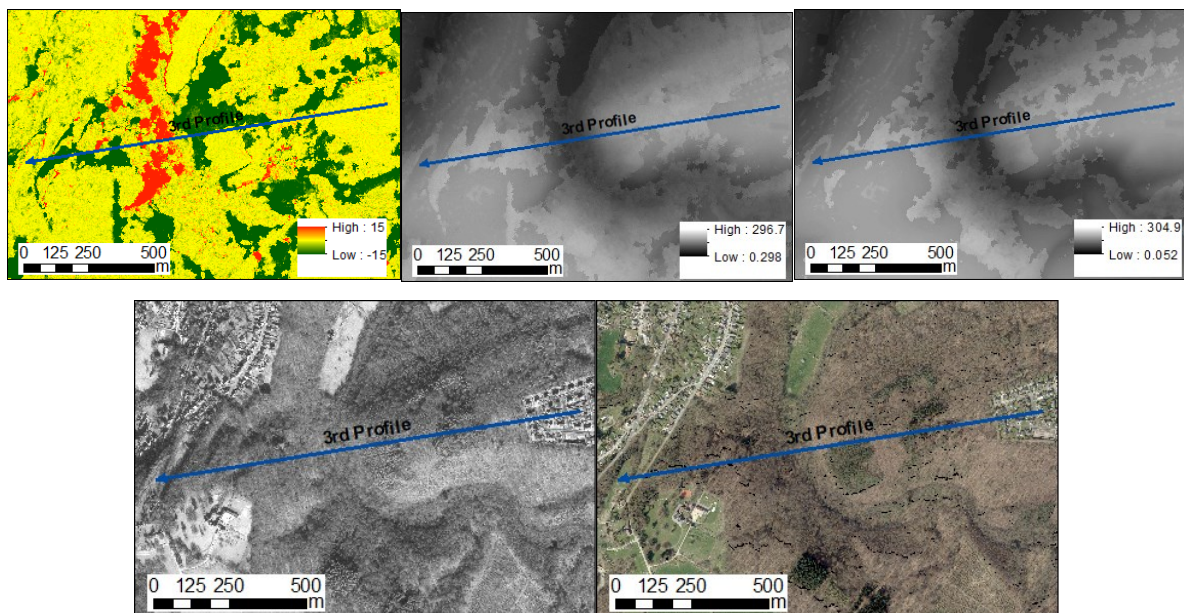 3rd Profile
High : 15
Low : -15
0 125 250 500
m
3rd Profile
High : 296.7
Low : 0.298
0 125 250 500
m
3rd Profile
High : 304.9
Low : 0.052
0 125 250 500
m
3rd Profile
0 125 250 500
m
3rd Profile
0 125 250 500
m